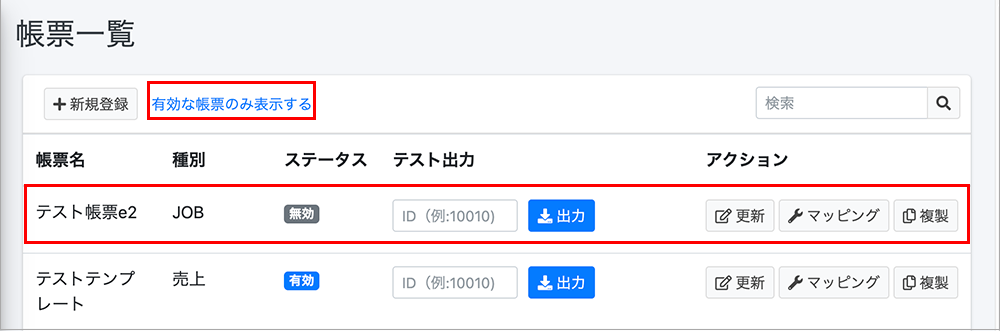 帳票一覧
新規登録 有効な帳票のみ表示する 検索
帳票名 種別 ステータス テスト出力 アクション
テスト帳票e2 JOB 無効 ID（例:10010) 出力 更新 マッピング 複製
テストテンプ 売上 有効 ID（例:10010) 出力 更新 マッピング 複製
レート